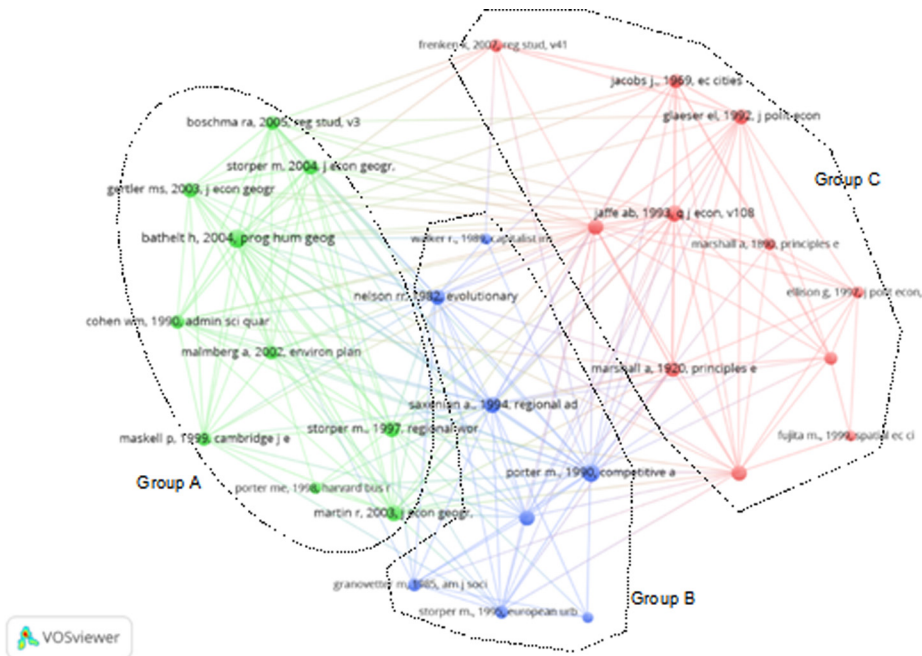 frenken k, 2007, reg stud, v41
jacobs j., 1969, ec cities
glaeser el, 1992, j polit econ
boschma ra, 2005, reg stud, v3
storper m, 2004, j econ geogr,
Group C
gertler ms, 2003, j econ geogr
jaffe ab, 1993, q j econ, v108
bathelt h, 2004, prog hum geog
walker r., 1989, capitalist im
marshall a, 1890, principles e
nelson rr, 1982, evolutionary
ellison g, 1997, j polit econ,
cohen wm, 1990, admin sci quar
malmberg a, 2002, environ plan
marshall a, 1920, principles e
saxenian a., 1994, regional ad
storper m., 1997, regional wor
maskell p, 1999, cambridge j e
fujita m., 1999, spatial ec ci
porter m., 1990, competitive a
Group A
porter me, 1998, harvard bus r
martin r, 2003, j econ geogr,
granovetter m, 1985, am j soci
Group B
storper m., 1995, european urb
VOSviewer